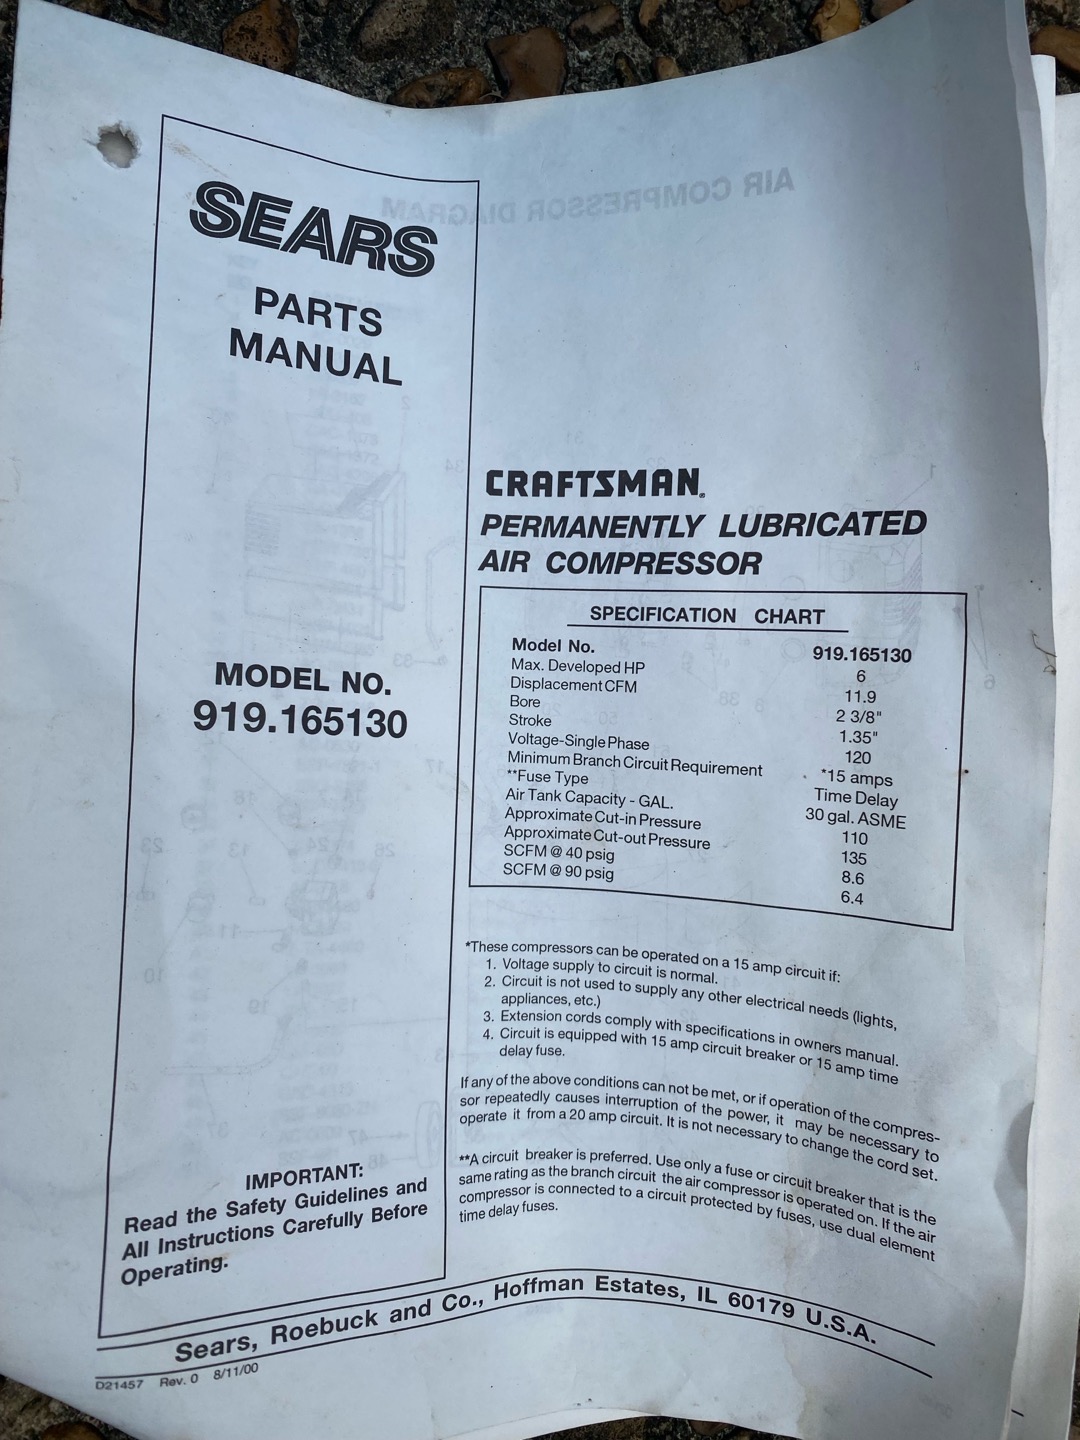 AIR COMPRESSOR DIAGRAM
SEARS
PARTS
MANUAL
MODEL NO.
919.165130
IMPORTANT:
Read the Safety Guidelines and
All Instructions Carefully Before
Operating.
CRAFTSMAN®
PERMANENTLY LUBRICATED
AIR COMPRESSOR
SPECIFICATION CHART
Model No. 919.165130
Max. Developed HP 6
Displacement CFM 11.9
Bore 2 3/8"
Stroke 1.35"
Voltage-Single Phase 120
Minimum Branch Circuit Requirement *15 amps
**Fuse Type Time Delay
Air Tank Capacity - GAL. 30 gal. ASME
Approximate Cut-in Pressure 110
Approximate Cut-out Pressure 135
SCFM @ 40 psig 8.6
SCFM @ 90 psig 6.4
*These compressors can be operated on a 15 amp circuit if:
1. Voltage supply to circuit is normal.
2. Circuit is not used to supply any other electrical needs (lights,
appliances, etc.)
3. Extension cords comply with specifications in owners manual.
4. Circuit is equipped with 15 amp circuit breaker or 15 amp time
delay fuse.
If any of the above conditions can not be met, or if operation of the compres-
sor repeatedly causes interruption of the power, it may be necessary to
operate it from a 20 amp circuit. It is not necessary to change the cord set.
**A circuit breaker is preferred. Use only a fuse or circuit breaker that is the
same rating as the branch circuit the air compressor is operated on. If the air
compressor is connected to a circuit protected by fuses, use dual element
time delay fuses.
Sears, Roebuck and Co., Hoffman Estates, IL 60179 U.S.A.
D21457 Rev. 0 8/11/00